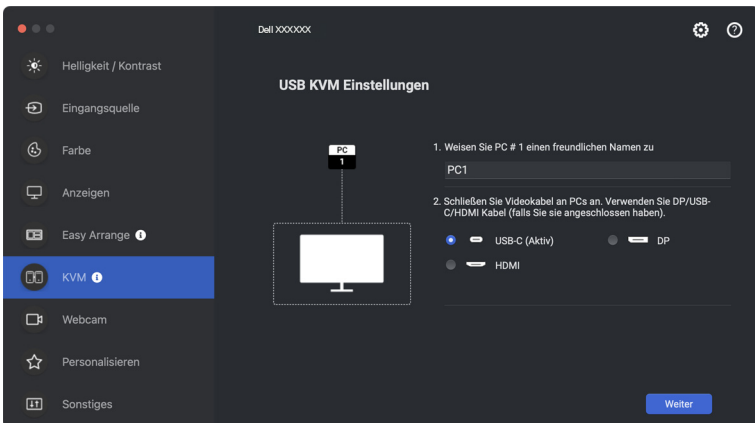 Dell XXXXXX
Helligkeit / Kontrast
Eingangsquelle
Farbe
Anzeigen
Easy Arrange
KVM
Webcam
Personalisieren
Sonstiges
USB KVM Einstellungen
PC
1
1. Weisen Sie PC # 1 einen freundlichen Namen zu
PC1
2. Schließen Sie Videokabel an PCs an. Verwenden Sie DP/USB-
C/HDMI Kabel (falls Sie sie angeschlossen haben).
USB-C (Aktiv)
DP
HDMI
Weiter